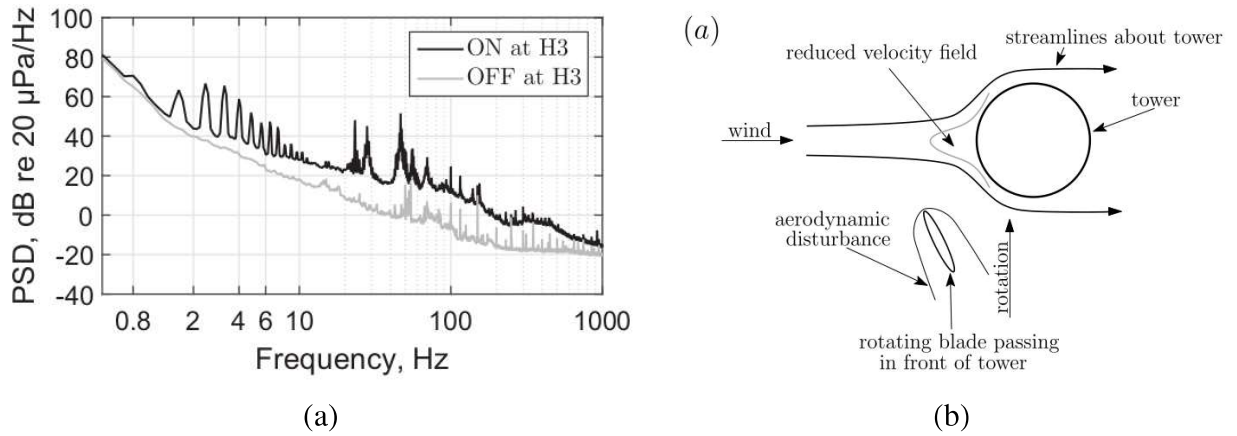 100
80
60
40
20
0
-20
-40
PSD, dB re 20 µPa/Hz
ON at H3
OFF at H3
0.8 2 4 6 10 100 1000
Frequency, Hz
(a)
(a)
reduced velocity field
streamlines about tower
tower
wind
aerodynamic
disturbance
rotation
rotating blade passing
in front of tower
(b)